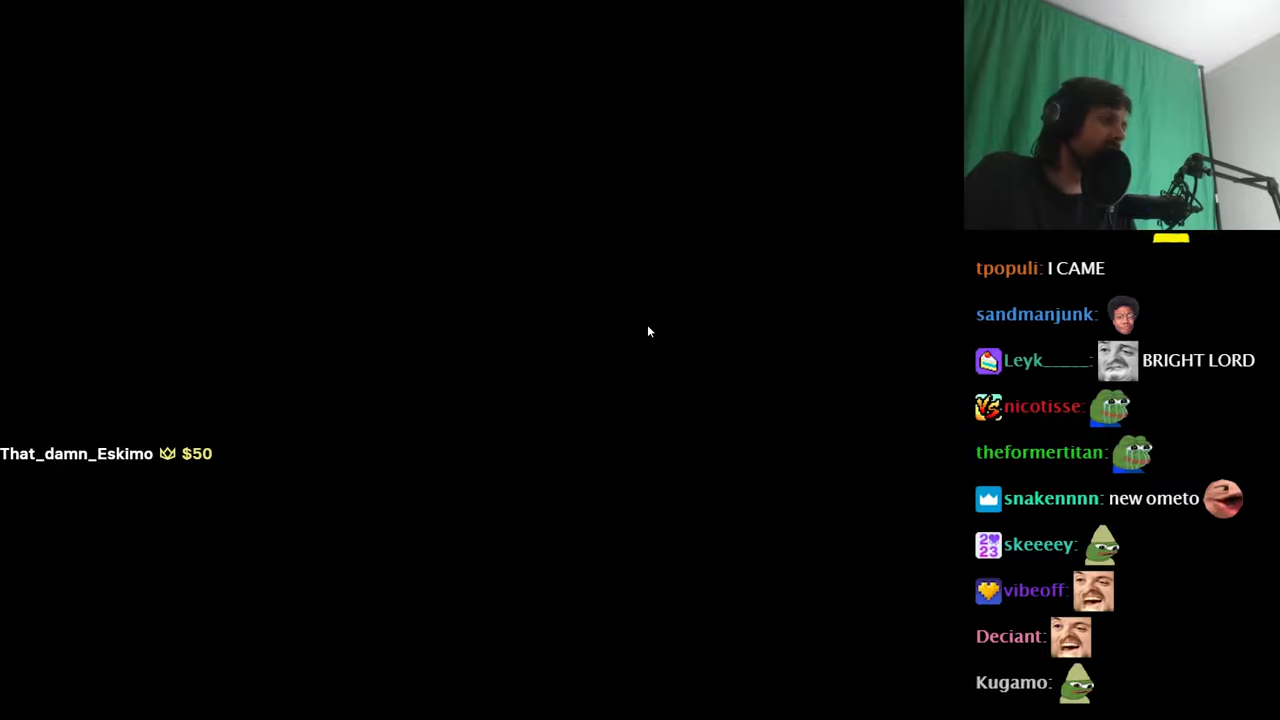 tpopuli: I CAME
sandmanjunk:
Leyk_____: BRIGHT LORD
nicotisse:
That_damn_Eskimo $50
theformertitan:
snakennnn: new ometo
skeeeey:
vibeoff:
Deciant:
Kugamo: